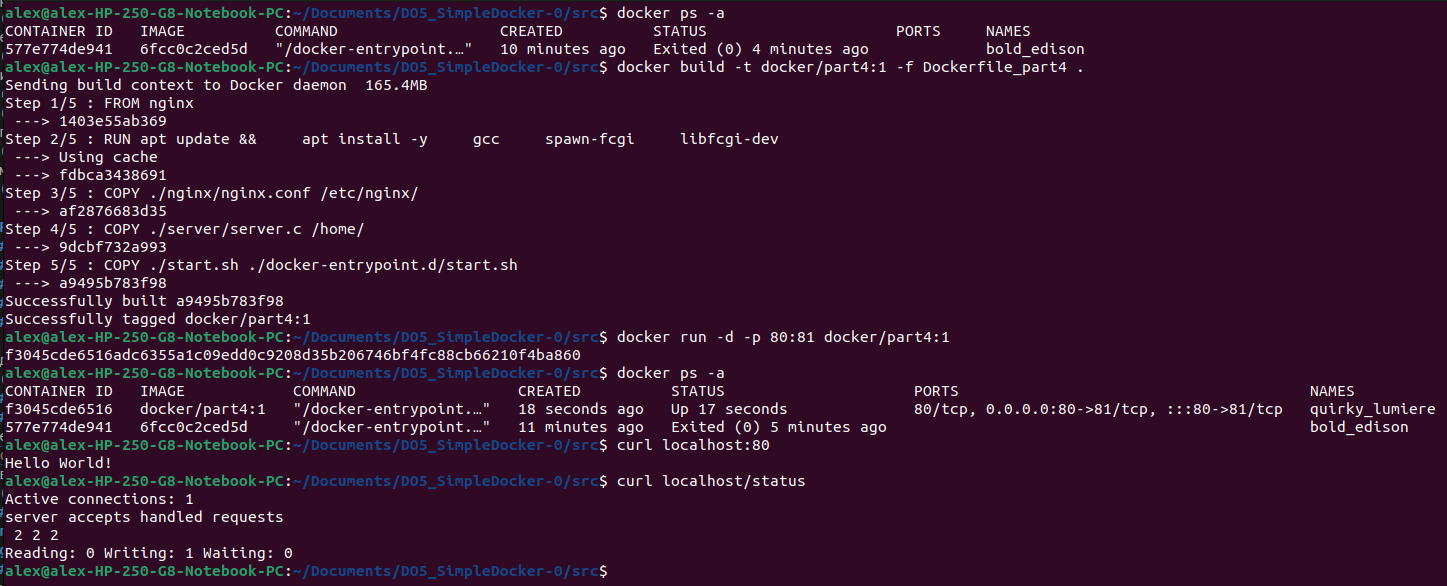 alex@alex-HP-250-G8-Notebook-PC:~/Documents/DO5_SimpleDocker-0/src$ docker ps -a
CONTAINER ID   IMAGE          COMMAND                  CREATED          STATUS                     PORTS     NAMES
577e774de941   6fcc0c2ced5d   "/docker-entrypoint.…"   10 minutes ago   Exited (0) 4 minutes ago             bold_edison
alex@alex-HP-250-G8-Notebook-PC:~/Documents/DO5_SimpleDocker-0/src$ docker build -t docker/part4:1 -f Dockerfile_part4 .
Sending build context to Docker daemon  165.4MB
Step 1/5 : FROM nginx
 ---> 1403e55ab369
Step 2/5 : RUN apt update &&     apt install -y     gcc     spawn-fcgi     libfcgi-dev
 ---> Using cache
 ---> fdbca3438691
Step 3/5 : COPY ./nginx/nginx.conf /etc/nginx/
 ---> af2876683d35
Step 4/5 : COPY ./server/server.c /home/
 ---> 9dcbf732a993
Step 5/5 : COPY ./start.sh ./docker-entrypoint.d/start.sh
 ---> a9495b783f98
Successfully built a9495b783f98
Successfully tagged docker/part4:1
alex@alex-HP-250-G8-Notebook-PC:~/Documents/DO5_SimpleDocker-0/src$ docker run -d -p 80:81 docker/part4:1
f3045cde6516adc6355a1c09edd0c9208d35b206746bf4fc88cb66210f4ba860
alex@alex-HP-250-G8-Notebook-PC:~/Documents/DO5_SimpleDocker-0/src$ docker ps -a
CONTAINER ID   IMAGE            COMMAND                  CREATED          STATUS                     PORTS                                       NAMES
f3045cde6516   docker/part4:1   "/docker-entrypoint.…"   18 seconds ago   Up 17 seconds              80/tcp, 0.0.0.0:80->81/tcp, :::80->81/tcp   quirky_lumiere
577e774de941   6fcc0c2ced5d     "/docker-entrypoint.…"   11 minutes ago   Exited (0) 5 minutes ago                                               bold_edison
alex@alex-HP-250-G8-Notebook-PC:~/Documents/DO5_SimpleDocker-0/src$ curl localhost:80
Hello World!
alex@alex-HP-250-G8-Notebook-PC:~/Documents/DO5_SimpleDocker-0/src$ curl localhost/status
Active connections: 1
server accepts handled requests
 2 2 2
Reading: 0 Writing: 1 Waiting: 0
alex@alex-HP-250-G8-Notebook-PC:~/Documents/DO5_SimpleDocker-0/src$